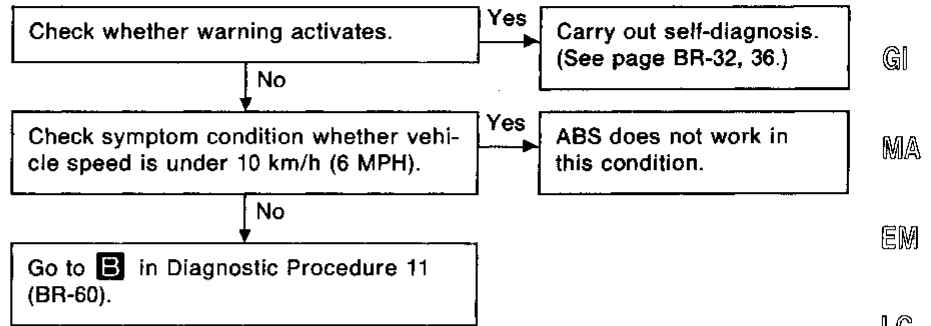 Check whether warning activates.
Yes
Carry out self-diagnosis.
(See page BR-32, 36.)
GI
No
Check symptom condition whether vehi-
cle speed is under 10 km/h (6 MPH).
Yes
ABS does not work in
this condition.
MA
No
EM
Go to B in Diagnostic Procedure 11
(BR-60).
LC